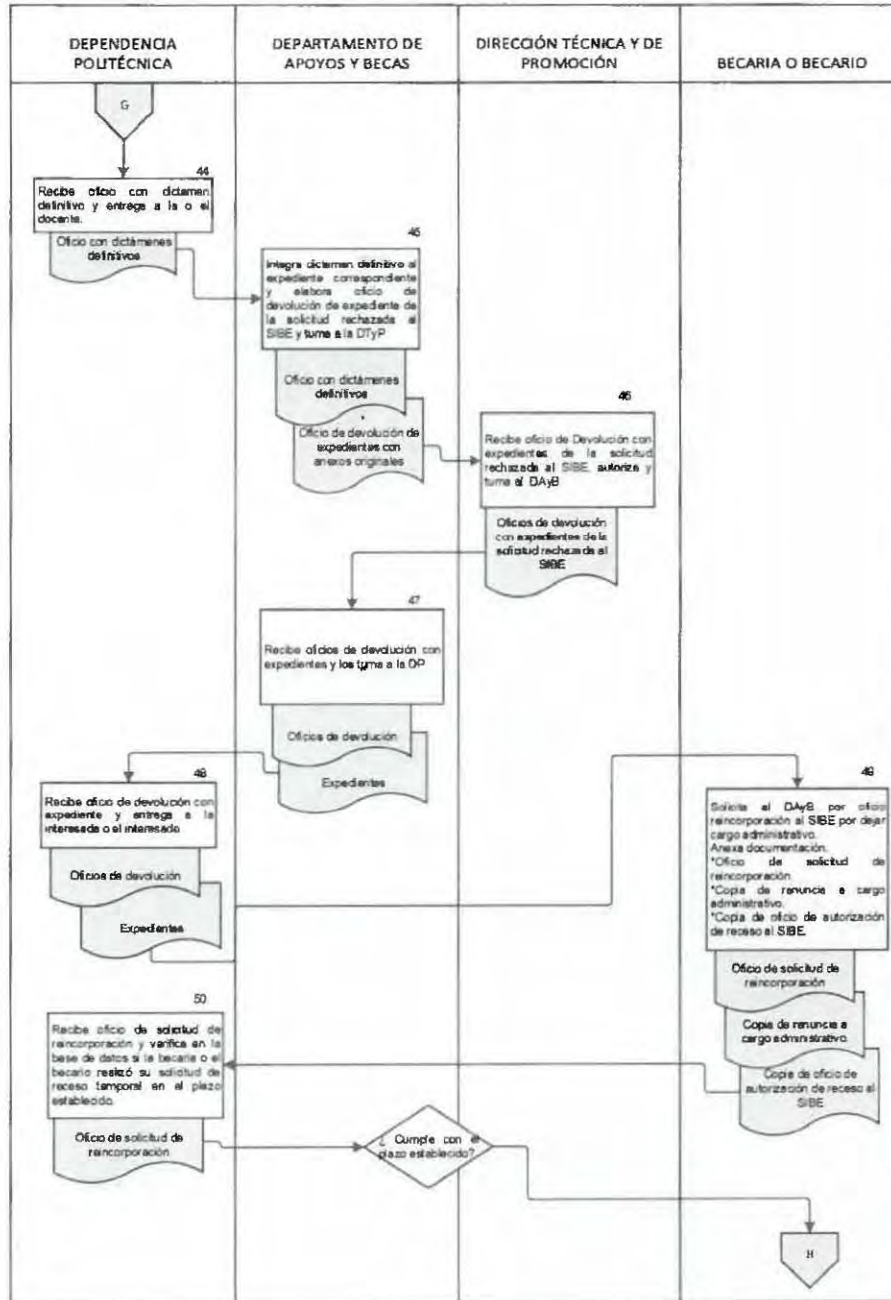 DEPENDENCIA
POLITÉCNICA
DEPARTAMENTO DE
APOYOS Y BECAS
DIRECCIÓN TÉCNICA Y DE
PROMOCIÓN
BECARIA O BECARIO
G
44
Recibe oficio con dictamen
definitivo y entrega a la o el
docente.
Oficio con dictámenes
definitivos
45
Integra dictamen definitivo al
expediente correspondiente
y elabora oficio de
devolución de expediente de
la solicitud rechazada al
SIBE y turna a la DTyP
Oficio con dictámenes
definitivos
Oficio de devolución de
expedientes con
anexos originales
46
Recibe oficio de Devolución con
expedientes de la solicitud
rechazada al SIBE, autoriza y
turna al DAyB
Oficios de devolución
con expedientes de la
solicitud rechazada al
SIBE
47
Recibe oficios de devolución con
expedientes y los turna a la DP
Oficios de devolución
Expedientes
48
Recibe oficio de devolución con
expediente y entrega a la
interesada o el interesado
Oficios de devolución
Expedientes
49
Solicita al DAyB por oficio
reincorporación al SIBE por dejar
cargo administrativo.
Anexa documentación.
*Oficio de solicitud de
reincorporación.
*Copia de renuncia a cargo
administrativo.
*Copia de oficio de autorización
de receso al SIBE.
Oficio de solicitud de
reincorporación
Copia de renuncia a
cargo administrativo.
Copia de oficio de
autorización de receso al
SIBE
50
Recibe oficio de solicitud de
reincorporación y verifica en la
base de datos si la becaria o el
becario realizó su solicitud de
receso temporal en el plazo
establecido.
Oficio de solicitud de
reincorporación
¿ Cumple con el
plazo establecido?
H